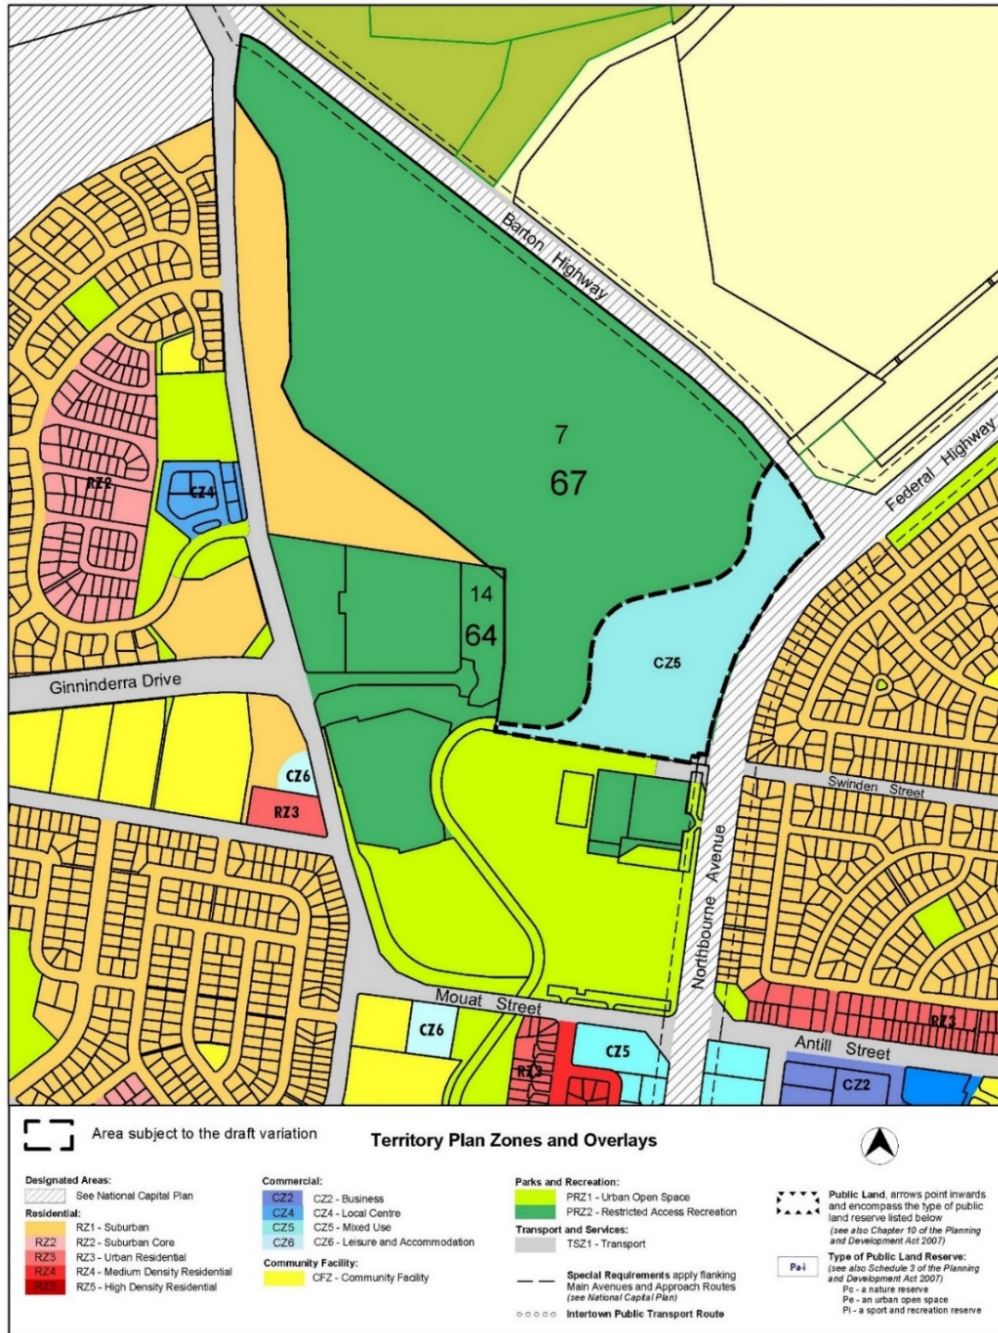 Barton Highway
Federal Highway
7
67
RZ2
CZ4
14
64
CZ5
Ginninderra Drive
CZ6
RZ3
Swinden Street
Northbourne Avenue
Mouat Street
CZ6
CZ5
RZ3
RZ3
Antill Street
CZ2
Area subject to the draft variation
Territory Plan Zones and Overlays
Designated Areas:
See National Capital Plan
Residential:
RZ1 - Suburban
RZ2 RZ2 - Suburban Core
RZ3 RZ3 - Urban Residential
RZ4 RZ4 - Medium Density Residential
RZ5 RZ5 - High Density Residential
Commercial:
CZ2 CZ2 - Business
CZ4 CZ4 - Local Centre
CZ5 CZ5 - Mixed Use
CZ6 CZ6 - Leisure and Accommodation
Community Facility:
CFZ - Community Facility
Parks and Recreation:
PRZ1 - Urban Open Space
PRZ2 - Restricted Access Recreation
Transport and Services:
TSZ1 - Transport
Special Requirements apply flanking
Main Avenues and Approach Routes
(see National Capital Plan)
Intertown Public Transport Route
Public Land, arrows point inwards
and encompass the type of public
land reserve listed below
(see also Chapter 10 of the Planning
and Development Act 2007)
Type of Public Land Reserve:
Pa-i
(see also Schedule 3 of the Planning
and Development Act 2007)
Pc - a nature reserve
Pe - an urban open space
Pi - a sport and recreation reserve